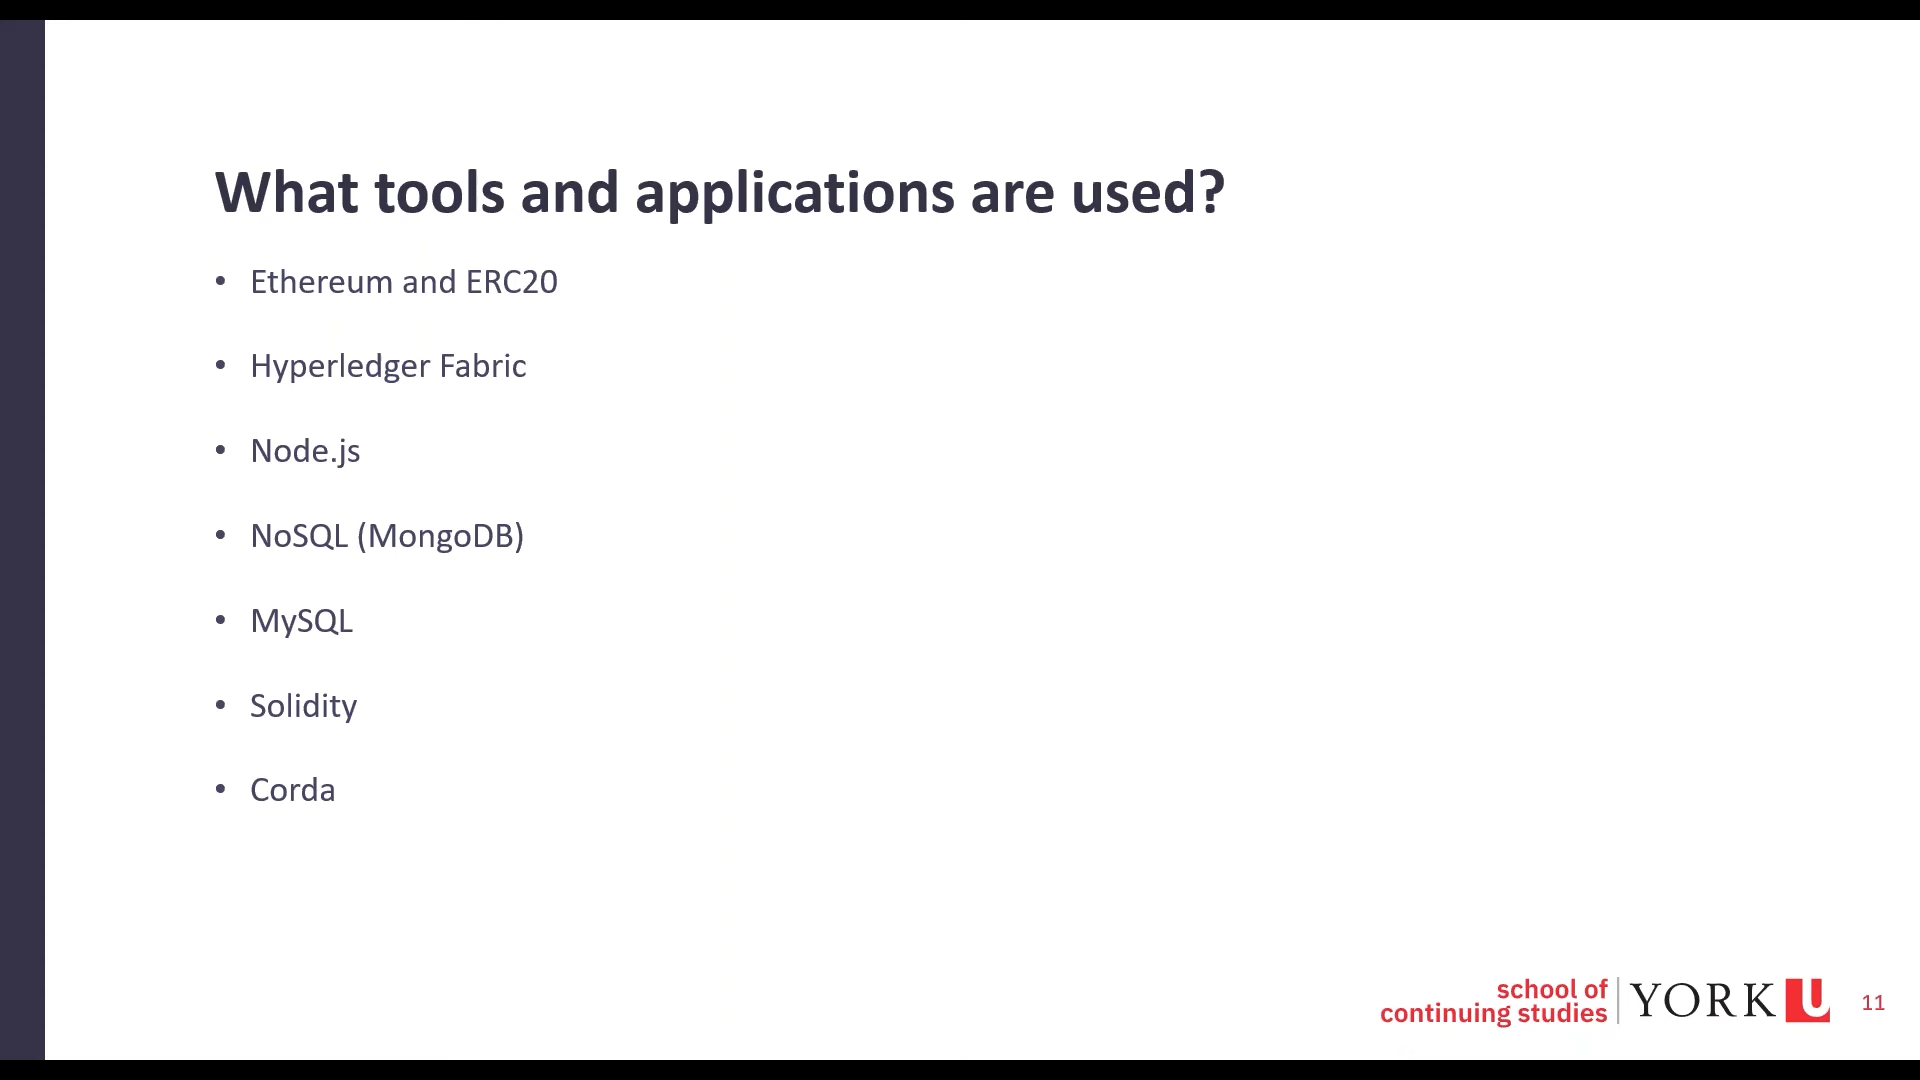 What tools and applications are used?
• Ethereum and ERC20
• Hyperledger Fabric
• Node.js
• NoSQL (MongoDB)
• MySQL
• Solidity
• Corda
school of
continuing studies
YORK U
11